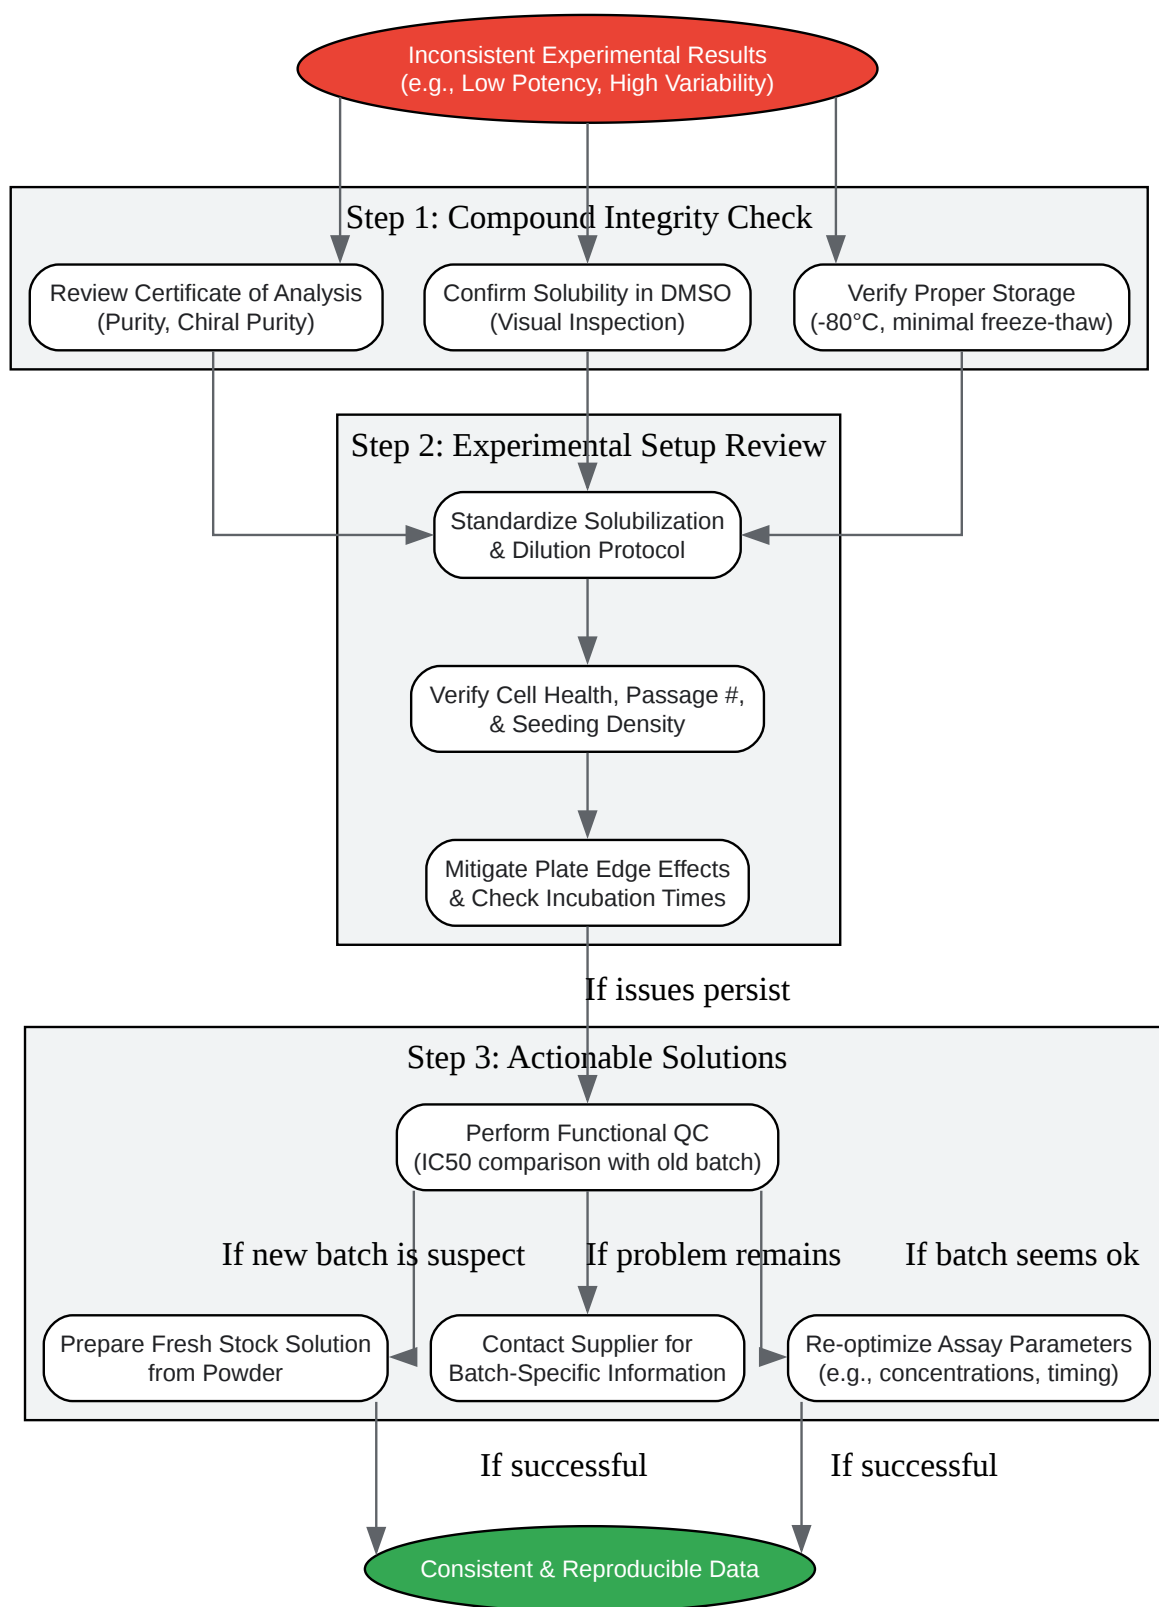 Inconsistent Experimental Results
(e.g., Low Potency, High Variability)
Step 1: Compound Integrity Check
Review Certificate of Analysis
(Purity, Chiral Purity)
Confirm Solubility in DMSO
(Visual Inspection)
Verify Proper Storage
(-80°C, minimal freeze-thaw)
Step 2: Experimental Setup Review
Standardize Solubilization
& Dilution Protocol
Verify Cell Health, Passage #,
& Seeding Density
Mitigate Plate Edge Effects
& Check Incubation Times
If issues persist
Step 3: Actionable Solutions
Perform Functional QC
(IC50 comparison with old batch)
If new batch is suspect
If problem remains
If batch seems ok
Prepare Fresh Stock Solution
from Powder
Contact Supplier for
Batch-Specific Information
Re-optimize Assay Parameters
(e.g., concentrations, timing)
If successful
If successful
Consistent & Reproducible Data